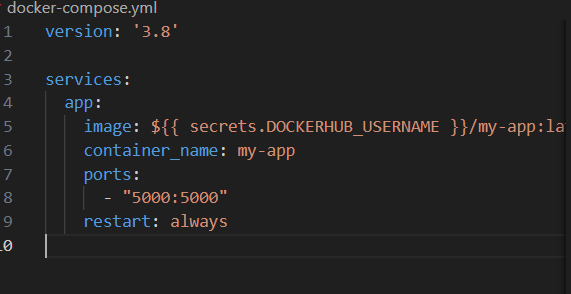 docker-compose.yml
1 version: '3.8'
2
3 services:
4 app:
5 image: ${{ secrets.DOCKERHUB_USERNAME }}/my-app:la
6 container_name: my-app
7 ports:
8 - "5000:5000"
9 restart: always
0